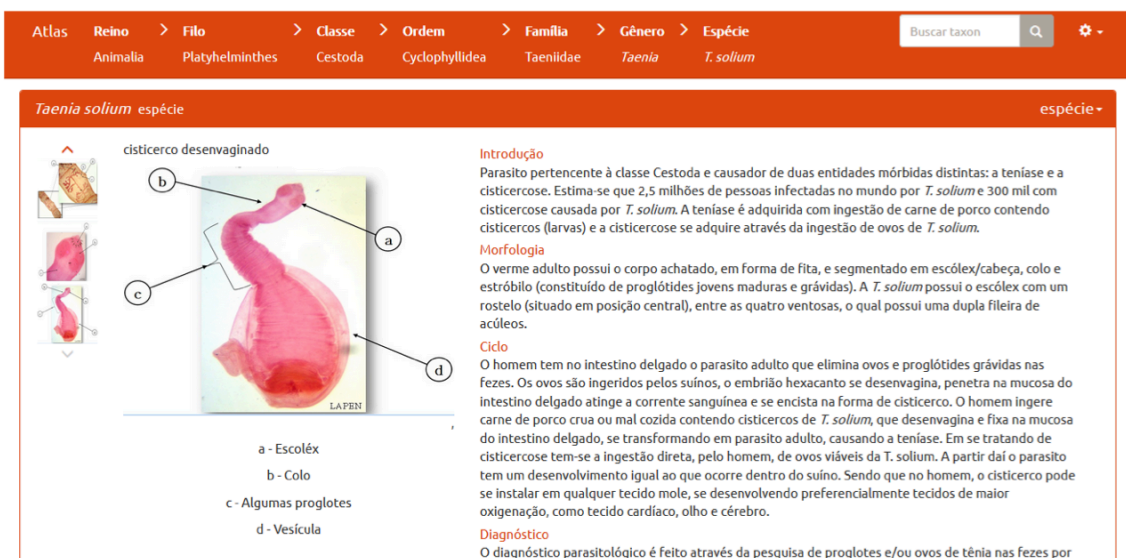 Atlas Reino > Filo > Classe > Ordem > Família > Gênero > Espécie
Animalia Platyhelminthes Cestoda Cyclophyllidea Taeniidae Taenia T. solium
Buscar taxon
Taenia solium espécie
espécie
cisticerco desenvaginado
b
a
c
d
LAPEN
,
a - Escoléx
b - Colo
c - Algumas proglotes
d - Vesícula
Introdução
Parasito pertencente à classe Cestoda e causador de duas entidades mórbidas distintas: a teníase e a
cisticercose. Estima-se que 2,5 milhões de pessoas infectadas no mundo por T. solium e 300 mil com
cisticercose causada por T. solium. A teníase é adquirida com ingestão de carne de porco contendo
cisticercos (larvas) e a cisticercose se adquire através da ingestão de ovos de T. solium.
Morfologia
O verme adulto possui o corpo achatado, em forma de fita, e segmentado em escólex/cabeça, colo e
estróbilo (constituído de proglótides jovens maduras e grávidas). A T. solium possui o escólex com um
rostelo (situado em posição central), entre as quatro ventosas, o qual possui uma dupla fileira de
acúleos.
Ciclo
O homem tem no intestino delgado o parasito adulto que elimina ovos e proglótides grávidas nas
fezes. Os ovos são ingeridos pelos suínos, o embrião hexacanto se desenvagina, penetra na mucosa do
intestino delgado atinge a corrente sanguínea e se encista na forma de cisticerco. O homem ingere
carne de porco crua ou mal cozida contendo cisticercos de T. solium, que desenvagina e fixa na mucosa
do intestino delgado, se transformando em parasito adulto, causando a teníase. Em se tratando de
cisticercose tem-se a ingestão direta, pelo homem, de ovos viáveis da T. solium. A partir daí o parasito
tem um desenvolvimento igual ao que ocorre dentro do suíno. Sendo que no homem, o cisticerco pode
se instalar em qualquer tecido mole, se desenvolvendo preferencialmente tecidos de maior
oxigenação, como tecido cardíaco, olho e cérebro.
Diagnóstico
O diagnóstico parasitológico é feito através da pesquisa de proglotes e/ou ovos de tênia nas fezes por